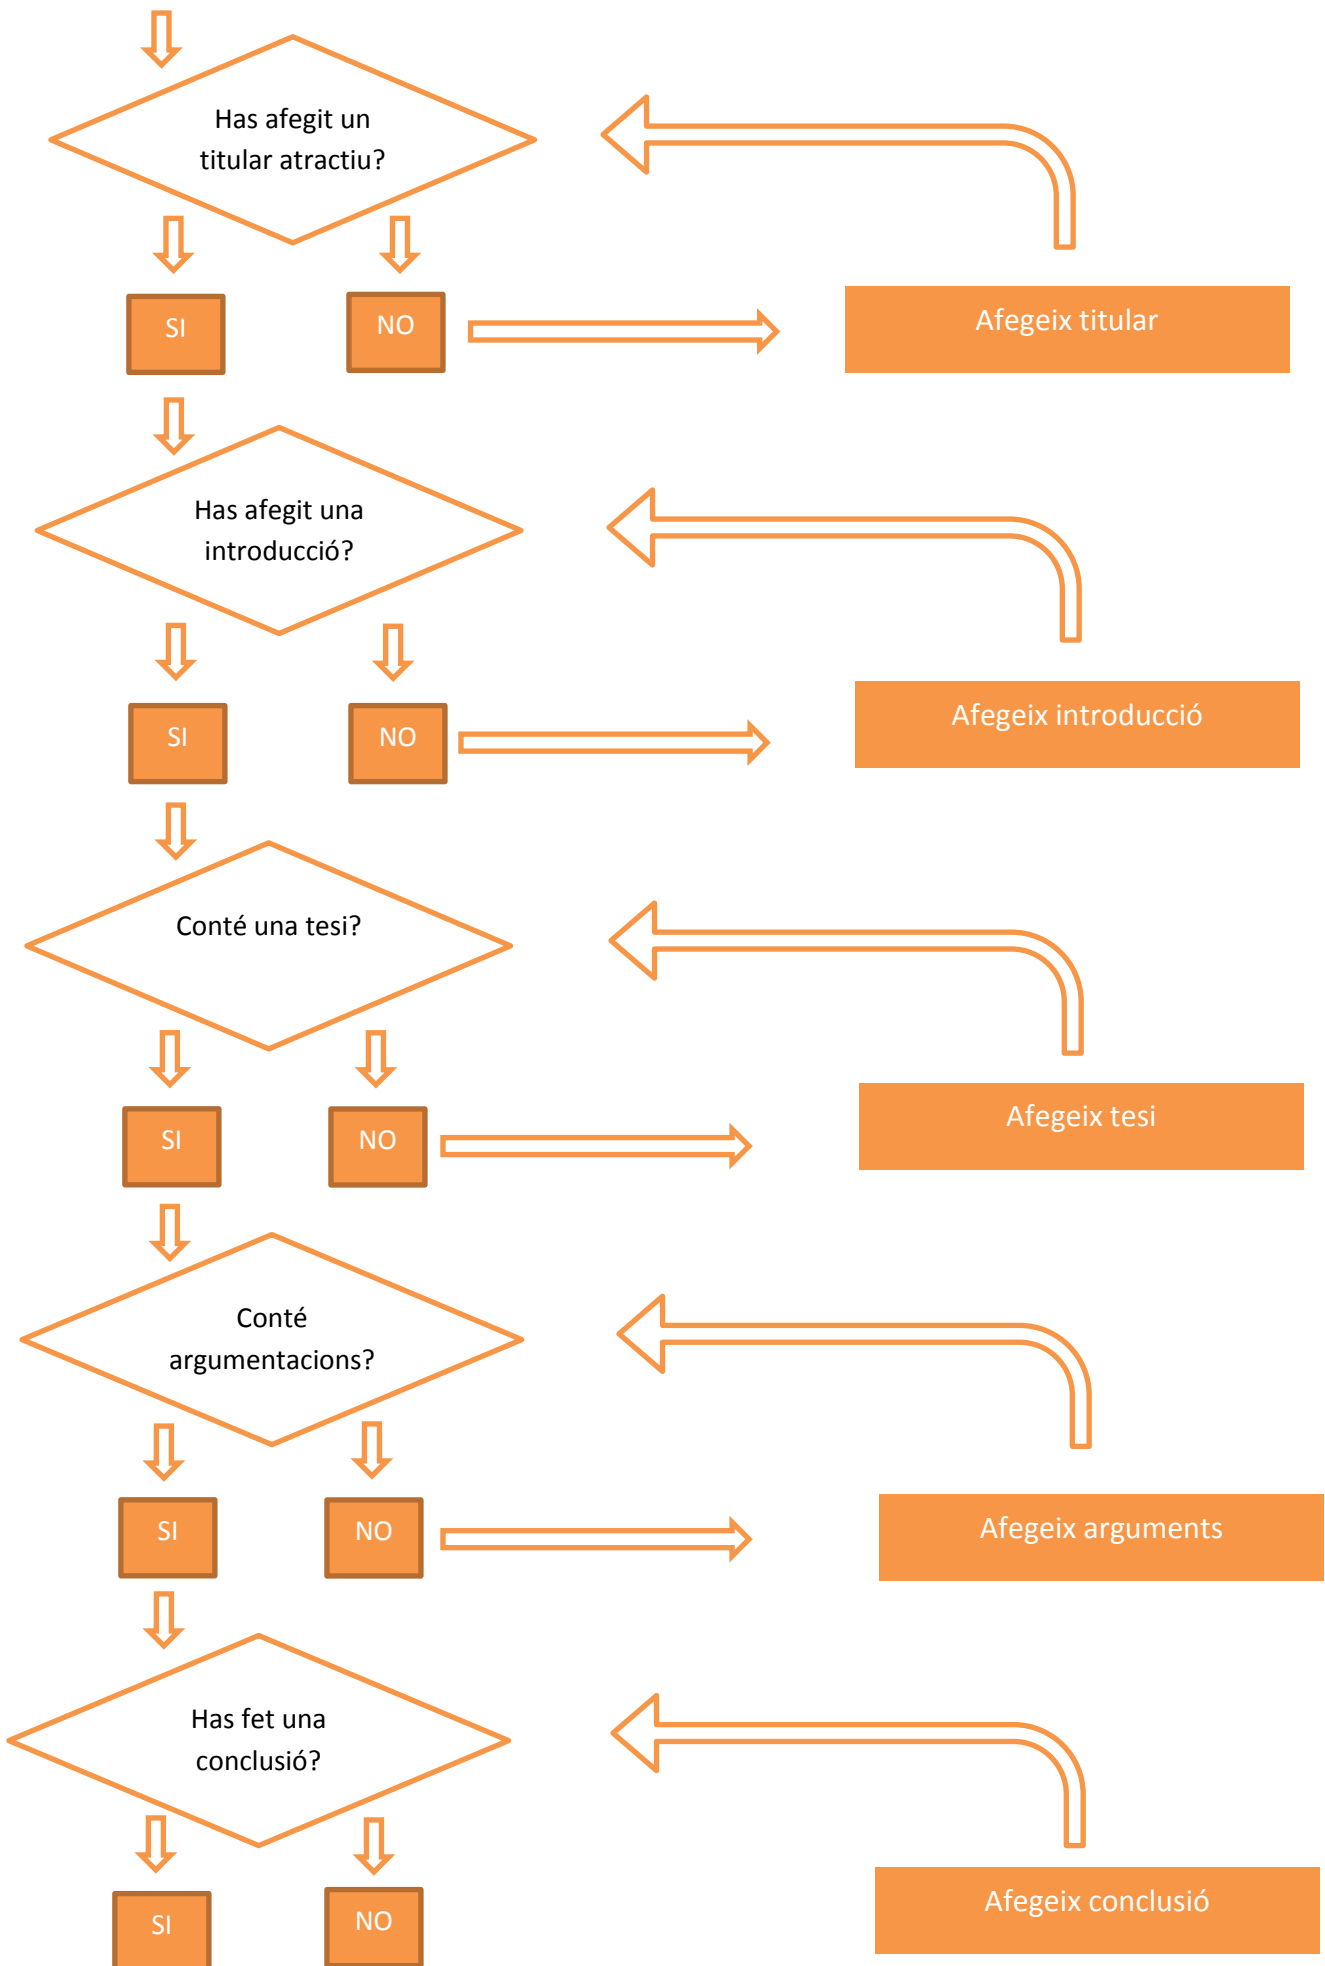 Has afegit un
titular atractiu?
SI
NO
Afegeix titular
Has afegit una
introducció?
SI
NO
Afegeix introducció
Conté una tesi?
SI
NO
Afegeix tesi
Conté
argumentacions?
SI
NO
Afegeix arguments
Has fet una
conclusió?
SI
NO
Afegeix conclusió